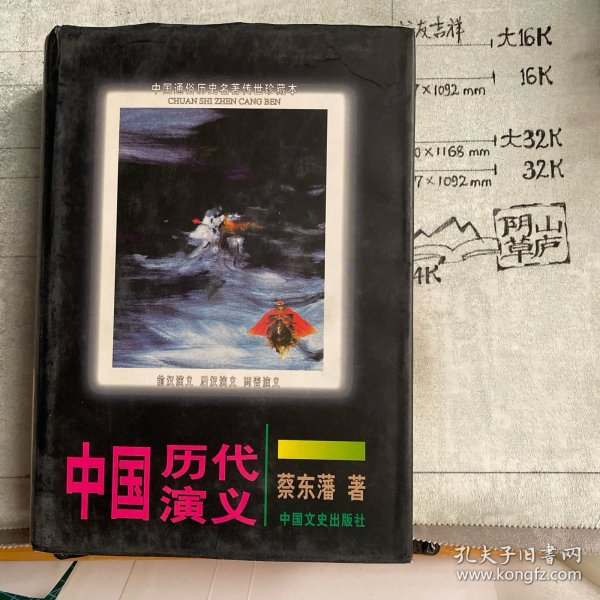 中国通俗历史名著传世珍藏本
CHUAN SHI ZHEN CANG BEN
前汉演义 后汉演义 两晋演义
中国
历代
演义
蔡东藩 著
中国文史出版社
友吉祥
大16K
16K
7×1092mm
大32K
0×1168mm
32K
7×1092mm
4K
阴山
草庐
孔夫子旧书网
www.kongfz.com